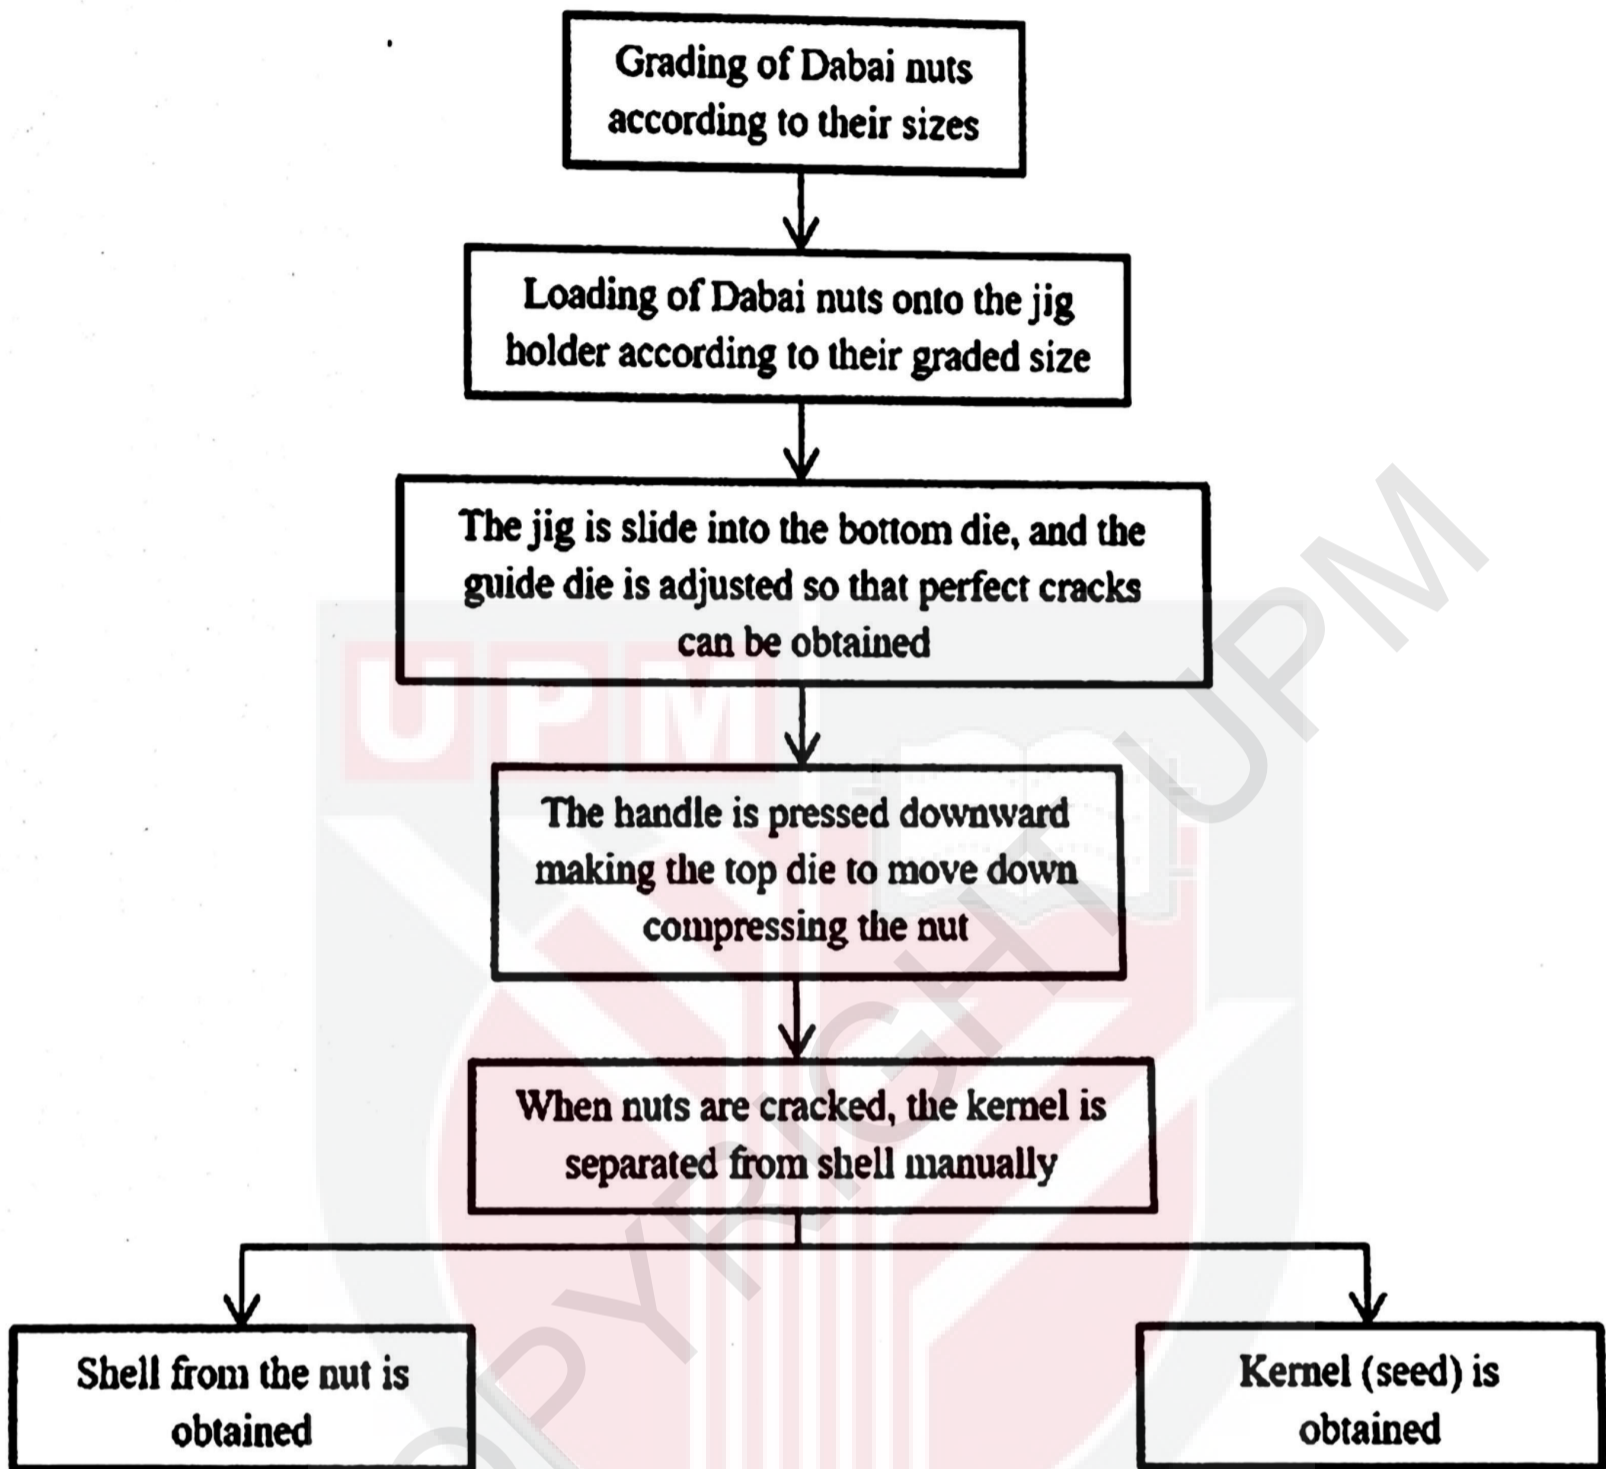 Grading of Dabai nuts
according to their sizes
Loading of Dabai nuts onto the jig
holder according to their graded size
The jig is slide into the bottom die, and the
guide die is adjusted so that perfect cracks
can be obtained
UPM
The handle is pressed downward
making the top die to move down
compressing the nut
When nuts are cracked, the kernel is
separated from shell manually
Shell from the nut is
obtained
Kernel (seed) is
obtained
COPYRIGHT UPM